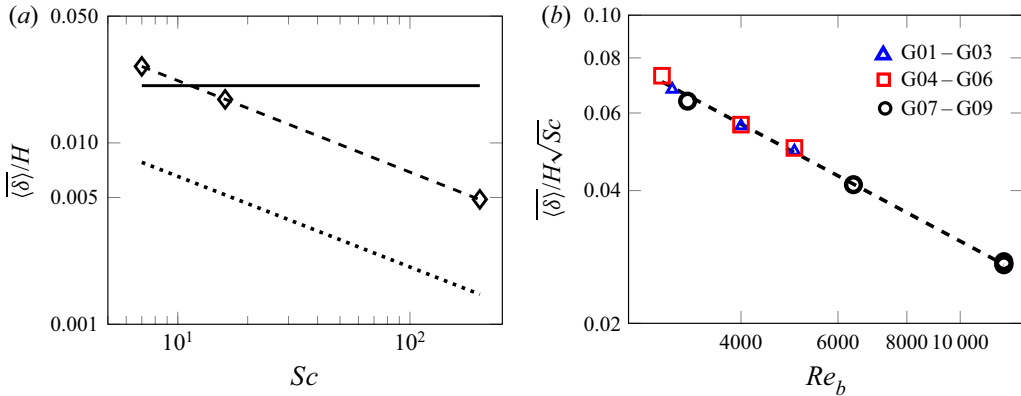 (a)
0.050
0.010
0.005
0.001
⟨δ⟩/H
10¹
10²
Sc
(b)
0.10
0.08
0.06
0.04
0.02
⟨δ⟩/H√Sc
G01 – G03
G04 – G06
G07 – G09
4000
6000
8000
10 000
Re_b